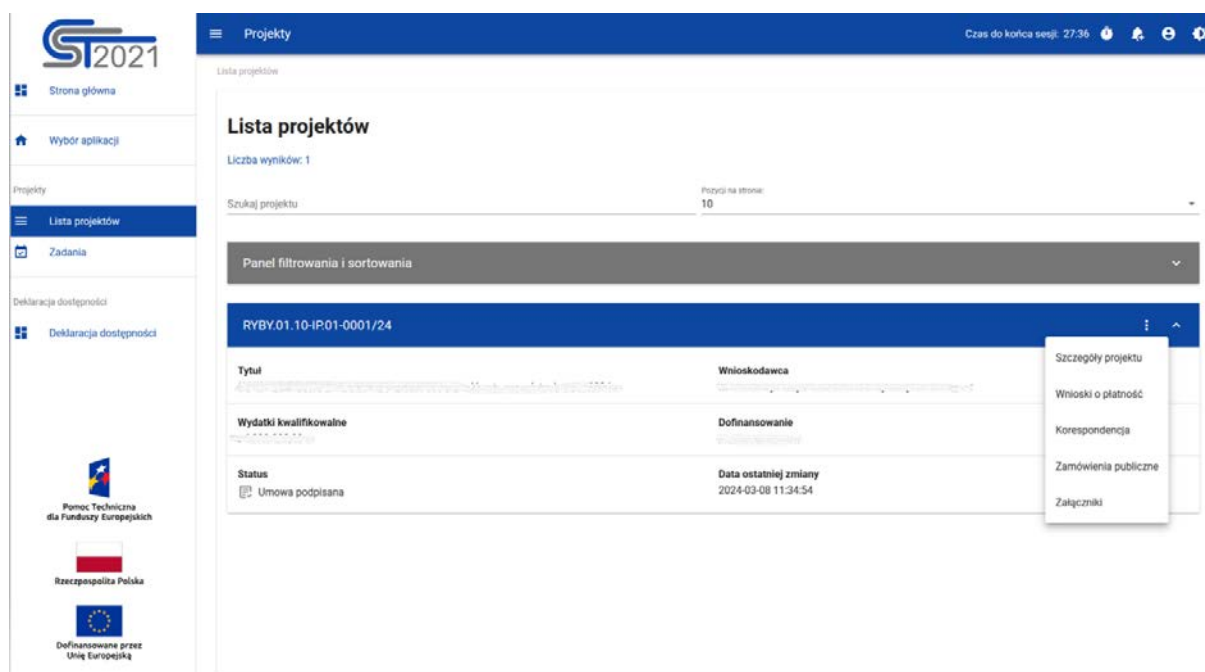 CST2021
Projekty
Czas do końca sesji: 27:36
Strona główna
Wybór aplikacji
Projekty
Lista projektów
Zadania
Deklaracja dostępności
Deklaracja dostępności
Pomoc Techniczna
dla Funduszy Europejskich
Rzeczpospolita Polska
Dofinansowane przez
Unię Europejską
Lista projektów
Lista projektów
Liczba wyników: 1
Szukaj projektu
Pozycji na stronie:
10
Panel filtrowania i sortowania
RYBY.01.10-IP.01-0001/24
Tytuł
Wnioskodawca
Wydatki kwalifikowalne
Dofinansowanie
Status
Umowa podpisana
Data ostatniej zmiany
2024-03-08 11:34:54
Szczegóły projektu
Wnioski o płatność
Korespondencja
Zamówienia publiczne
Załączniki